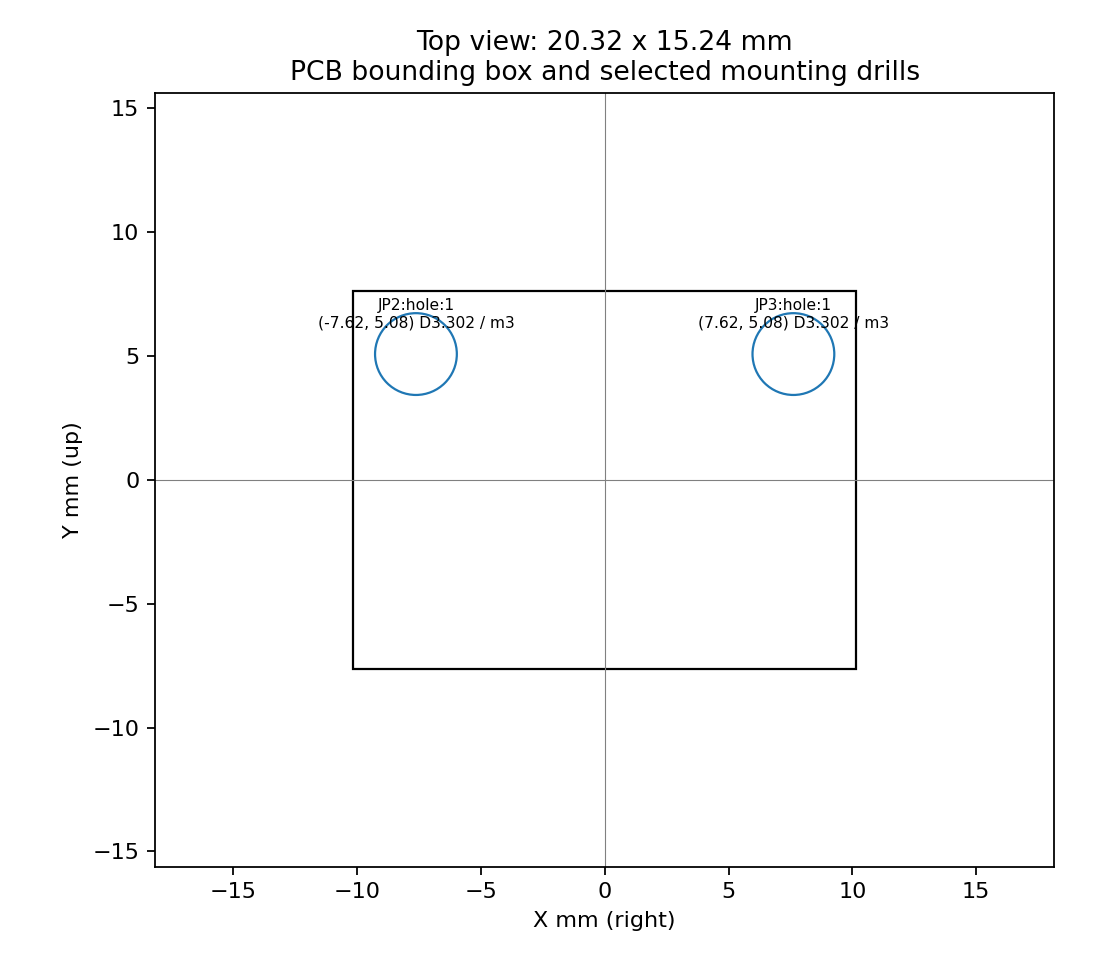 Top view: 20.32 x 15.24 mm
PCB bounding box and selected mounting drills
15
10
5
0
−5
−10
−15
Y mm (up)
JP2:hole:1
(-7.62, 5.08) D3.302 / m3
JP3:hole:1
(7.62, 5.08) D3.302 / m3
−15
−10
−5
0
5
10
15
X mm (right)